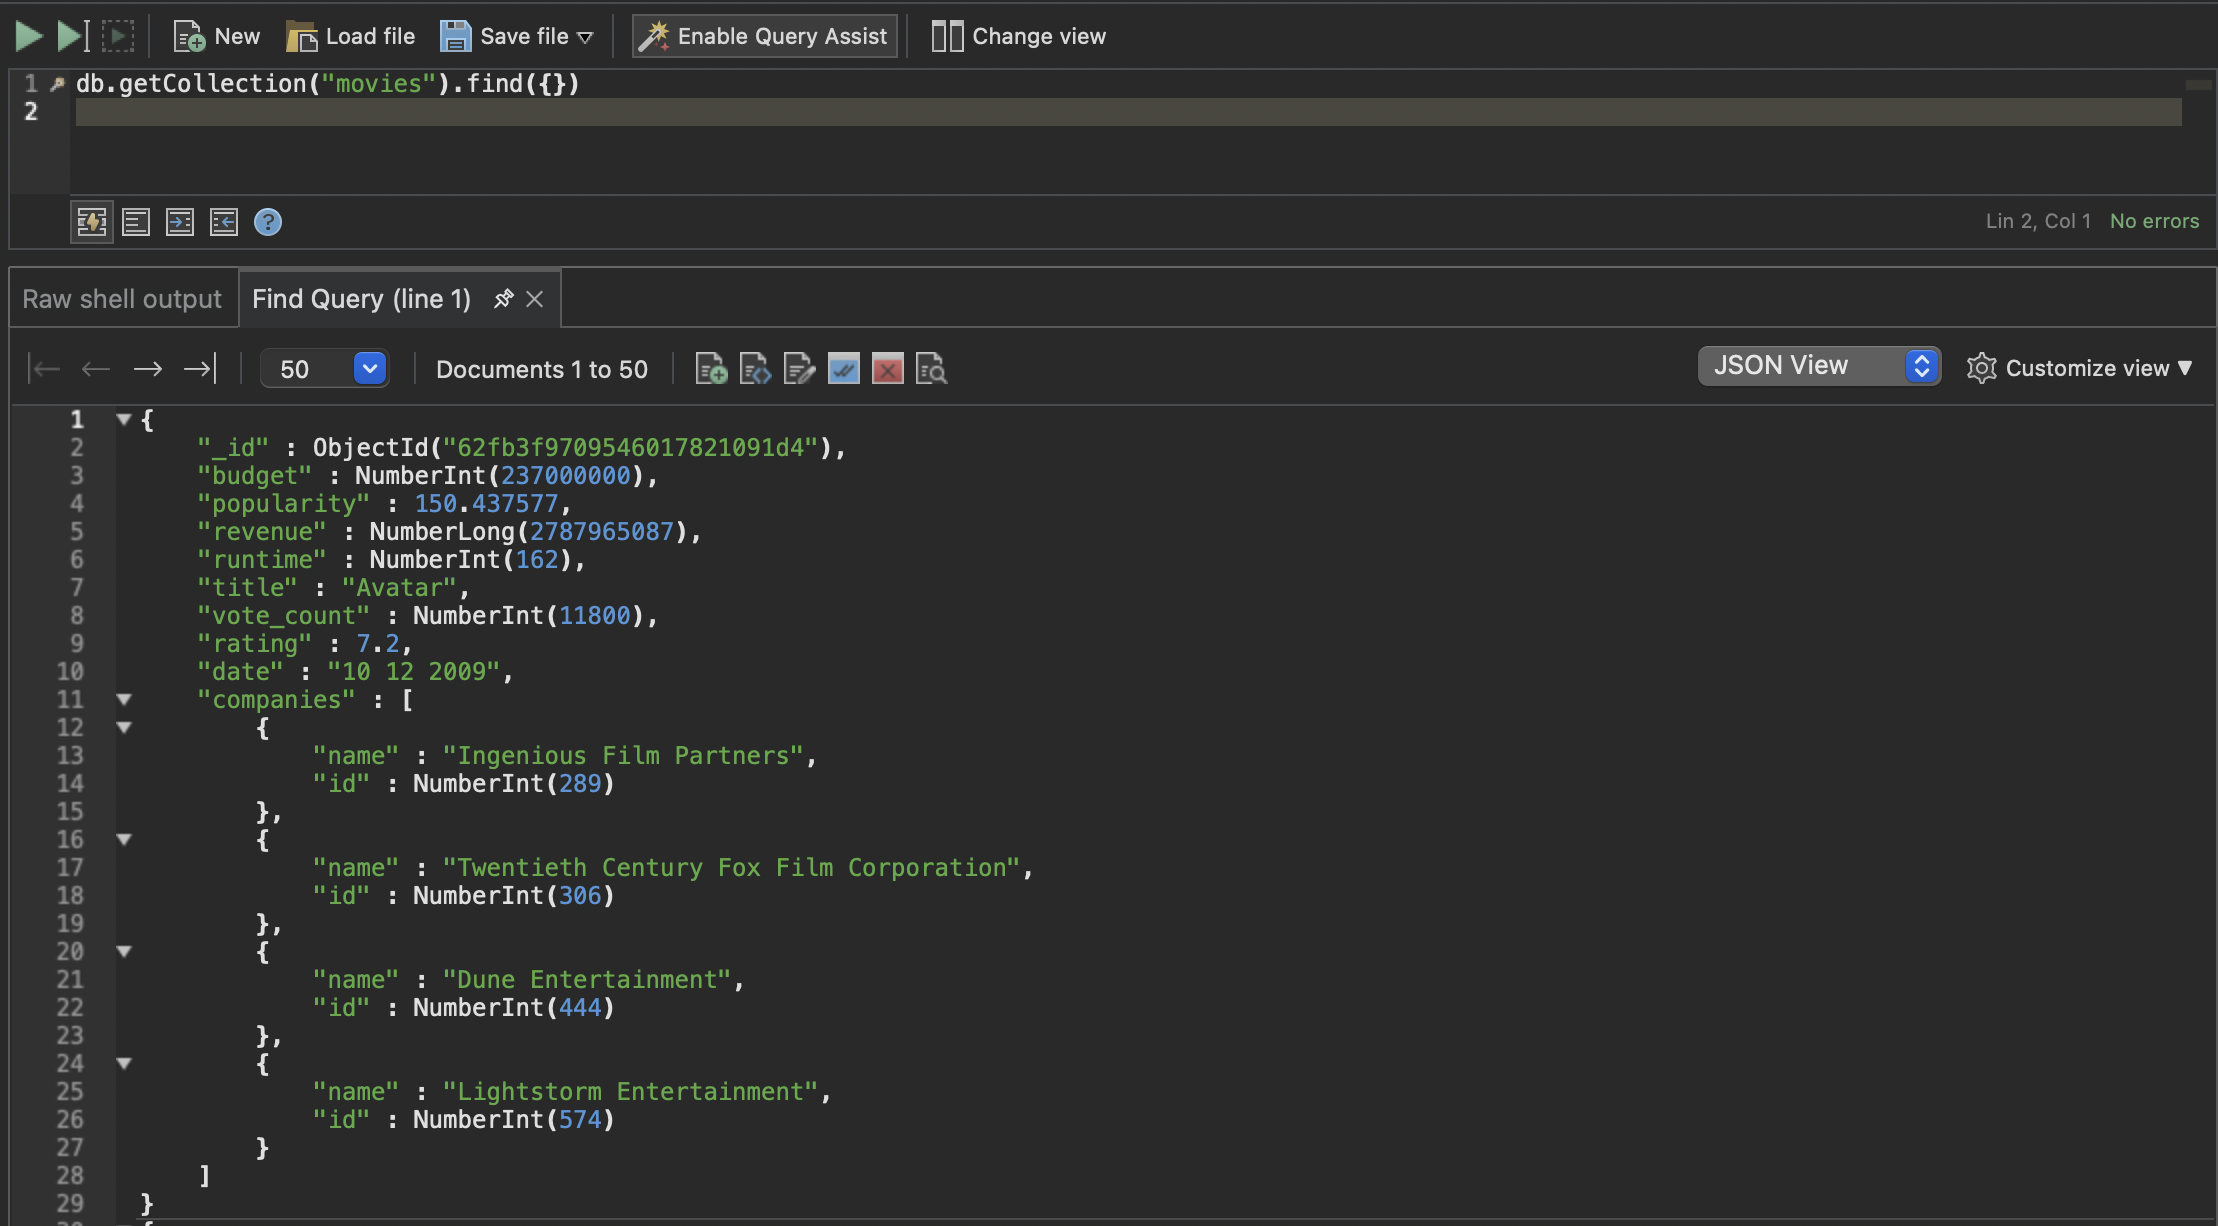 New Load file Save file Enable Query Assist Change view
1 db.getCollection("movies").find({})
2
? Lin 2, Col 1 No errors
Raw shell output Find Query (line 1)
50 Documents 1 to 50 JSON View Customize view
1 {
2 "_id" : ObjectId("62fb3f9709546017821091d4"),
3 "budget" : NumberInt(237000000),
4 "popularity" : 150.437577,
5 "revenue" : NumberLong(2787965087),
6 "runtime" : NumberInt(162),
7 "title" : "Avatar",
8 "vote_count" : NumberInt(11800),
9 "rating" : 7.2,
10 "date" : "10 12 2009",
11 "companies" : [
12 {
13 "name" : "Ingenious Film Partners",
14 "id" : NumberInt(289)
15 },
16 {
17 "name" : "Twentieth Century Fox Film Corporation",
18 "id" : NumberInt(306)
19 },
20 {
21 "name" : "Dune Entertainment",
22 "id" : NumberInt(444)
23 },
24 {
25 "name" : "Lightstorm Entertainment",
26 "id" : NumberInt(574)
27 }
28 ]
29 }